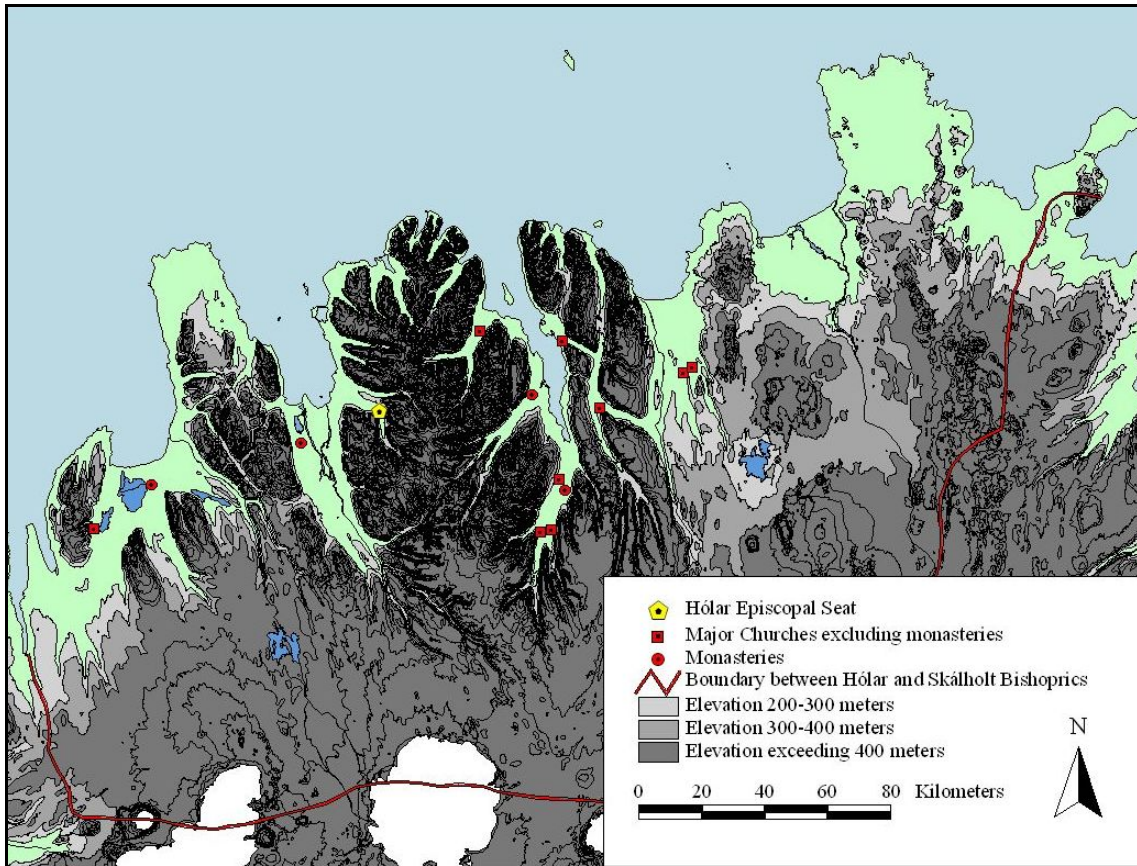 Hólar Episcopal Seat
Major Churches excluding monasteries
Monasteries
Boundary between Hólar and Skálholt Bishoprics
Elevation 200-300 meters
Elevation 300-400 meters
Elevation exceeding 400 meters
N
0 20 40 60 80 Kilometers